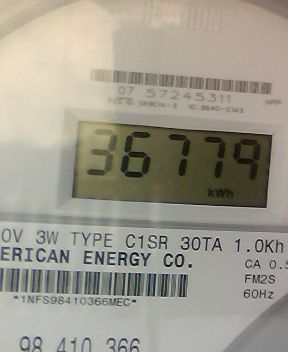 07 57245311
HPP
36779
kWh
0V 3W TYPE C1SR 30TA 1.0Kh
ERICAN ENERGY CO.
CA 0.5
FM2S
60Hz
*1NFS98410366MEC*
98 410 366